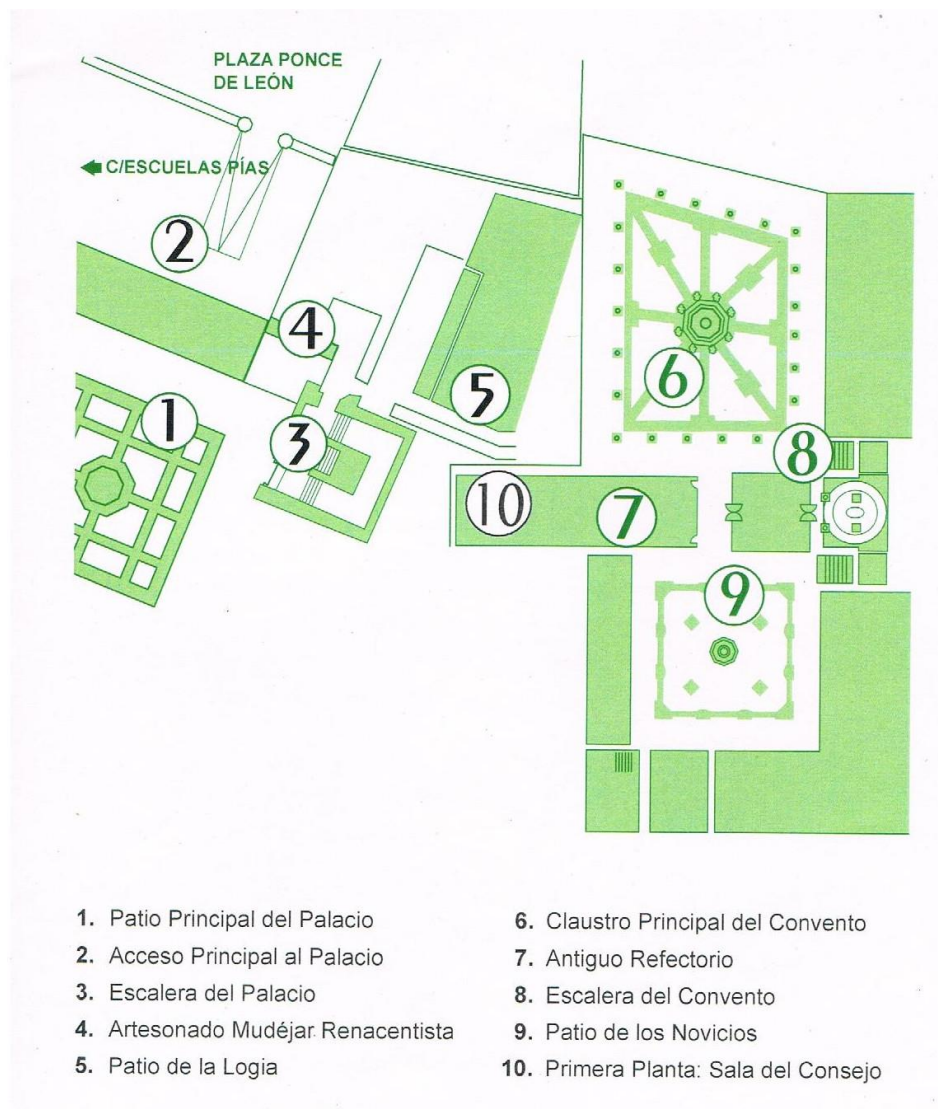 PLAZA PONCE
DE LEÓN
C/ESCUELAS PÍAS
2
4
1
3
5
6
8
10
7
9
1. Patio Principal del Palacio
2. Acceso Principal al Palacio
3. Escalera del Palacio
4. Artesonado Mudéjar Renacentista
5. Patio de la Logia
6. Claustro Principal del Convento
7. Antiguo Refectorio
8. Escalera del Convento
9. Patio de los Novicios
10. Primera Planta: Sala del Consejo